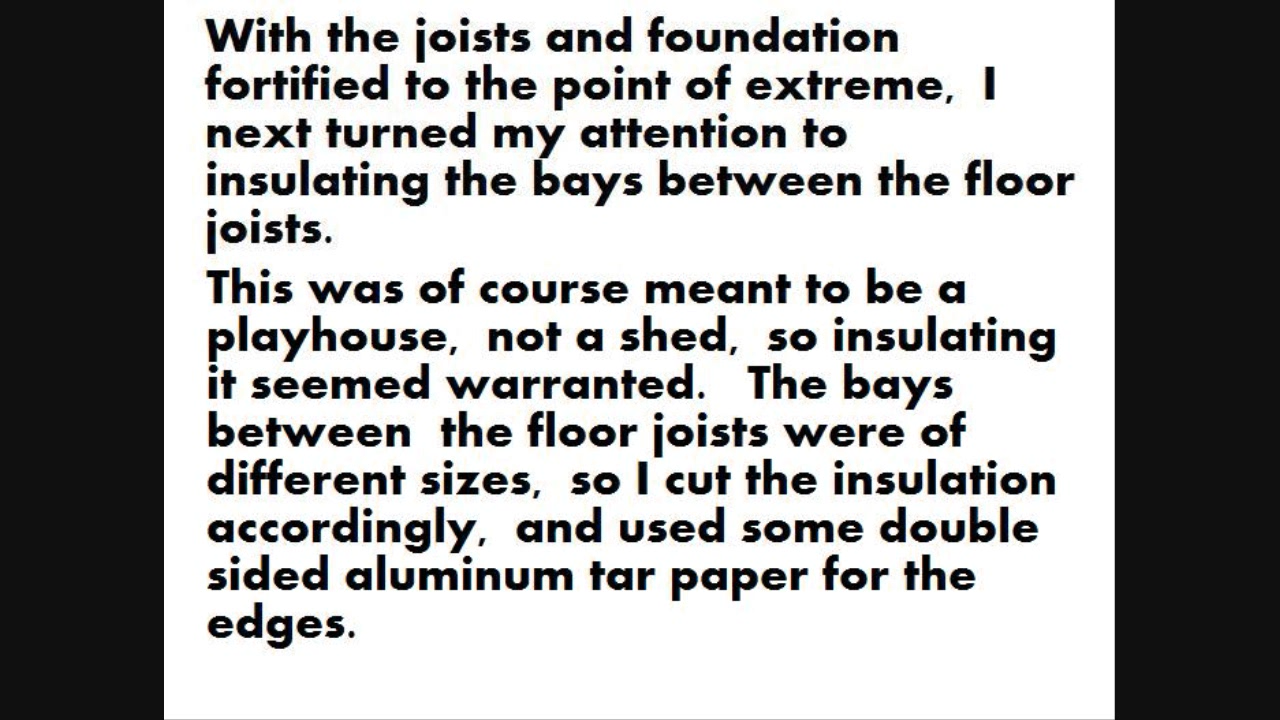 With the joists and foundation
fortified to the point of extreme,  I
next turned my attention to
insulating the bays between the floor
joists.
This was of course meant to be a
playhouse,  not a shed,  so insulating
it seemed warranted.   The bays
between  the floor joists were of
different sizes,  so I cut the insulation
accordingly,  and used some double
sided aluminum tar paper for the
edges.